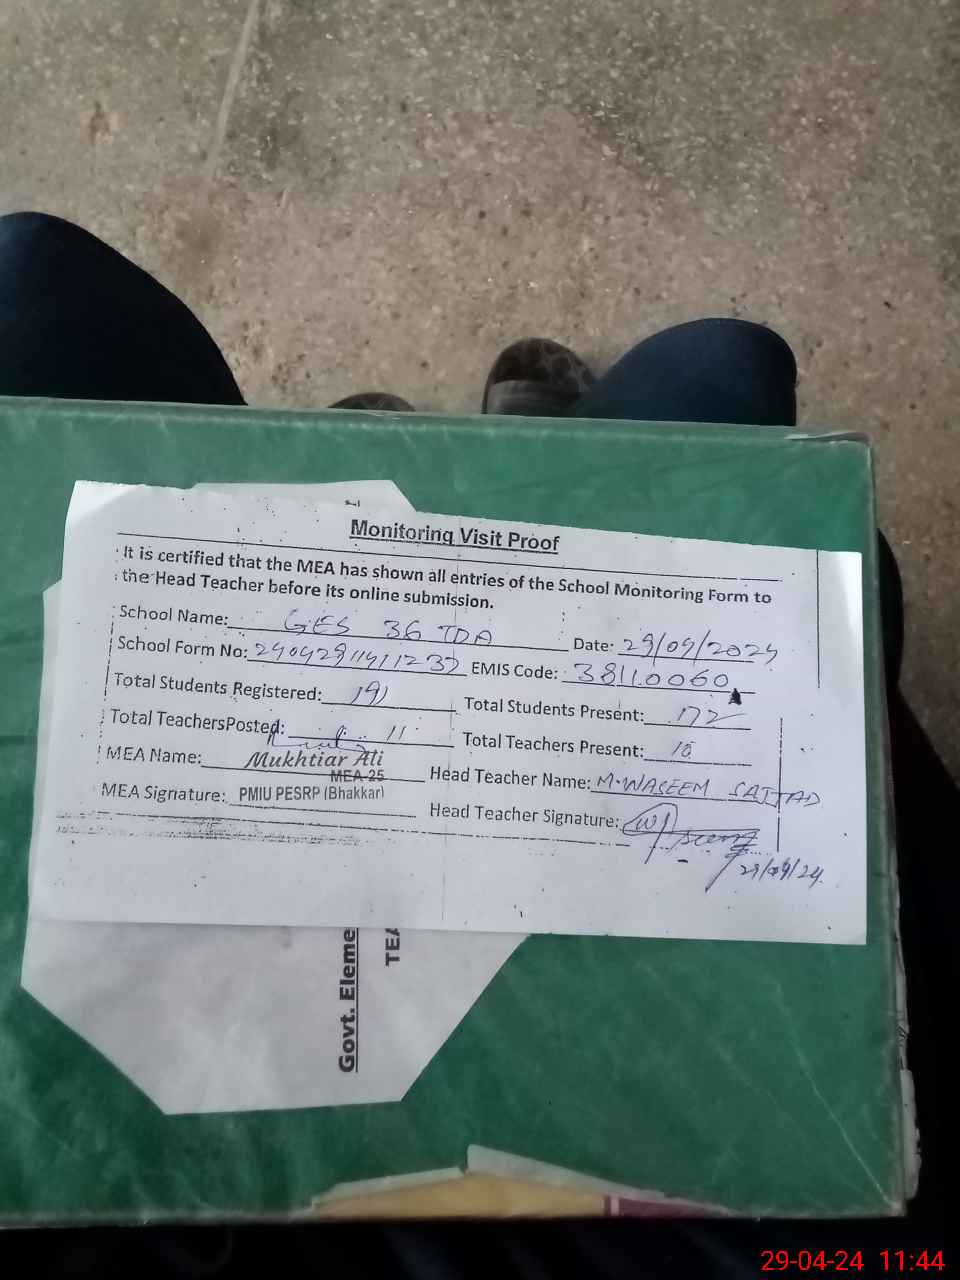 Monitoring Visit Proof
It is certified that the MEA has shown all entries of the School Monitoring Form to
the Head Teacher before its online submission.
School Name: GES 36 TDA Date: 29/04/2024
School Form No: EMIS Code: 38110060
Total Students Registered: 191 Total Students Present: 172
Total TeachersPosted: 11 Total Teachers Present: 10
MEA Name: Mukhtiar Ali Head Teacher Name: M.WASEEM SAJJAD
MEA-25
MEA Signature: PMIU PESRP (Bhakkar) Head Teacher Signature:
29/04/24
Govt. Eleme
TEA
29-04-24 11:44